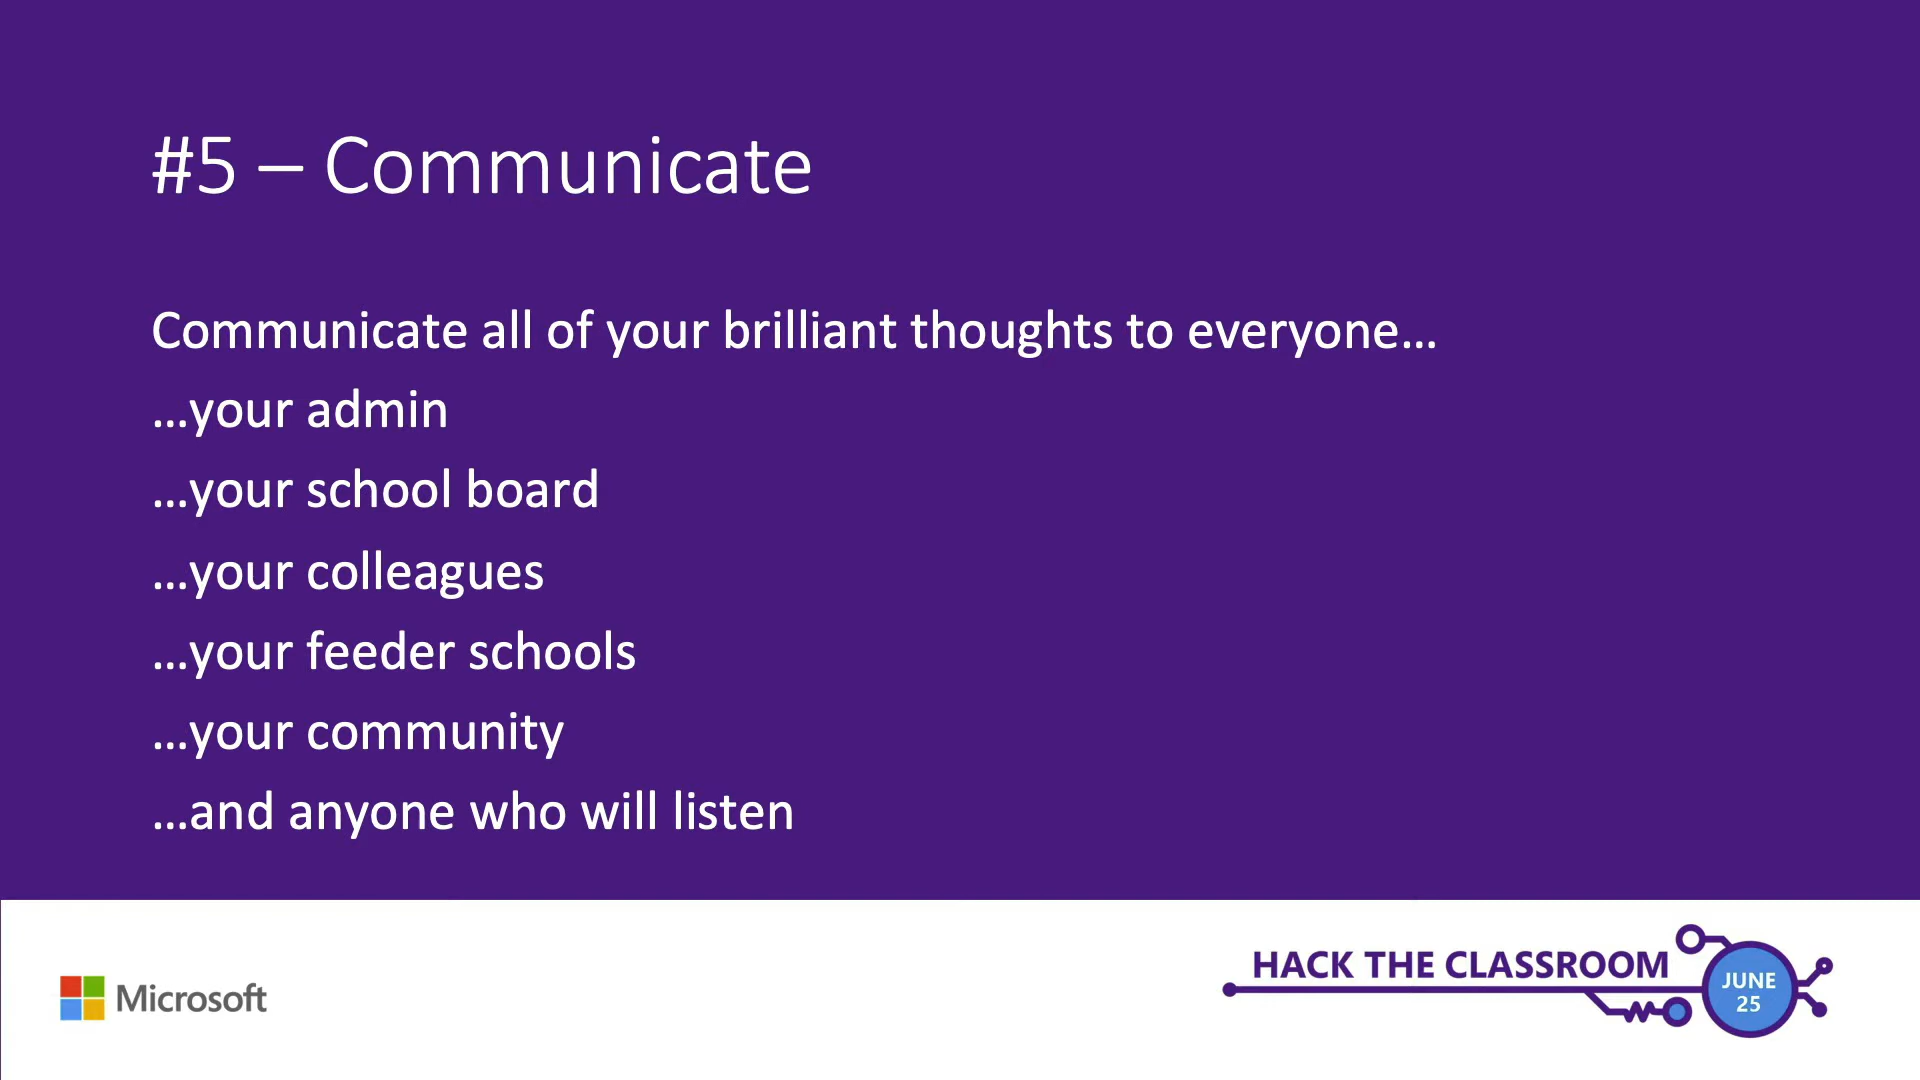 #5 – Communicate
Communicate all of your brilliant thoughts to everyone…
…your admin
…your school board
…your colleagues
…your feeder schools
…your community
…and anyone who will listen
Microsoft
HACK THE CLASSROOM
JUNE
25